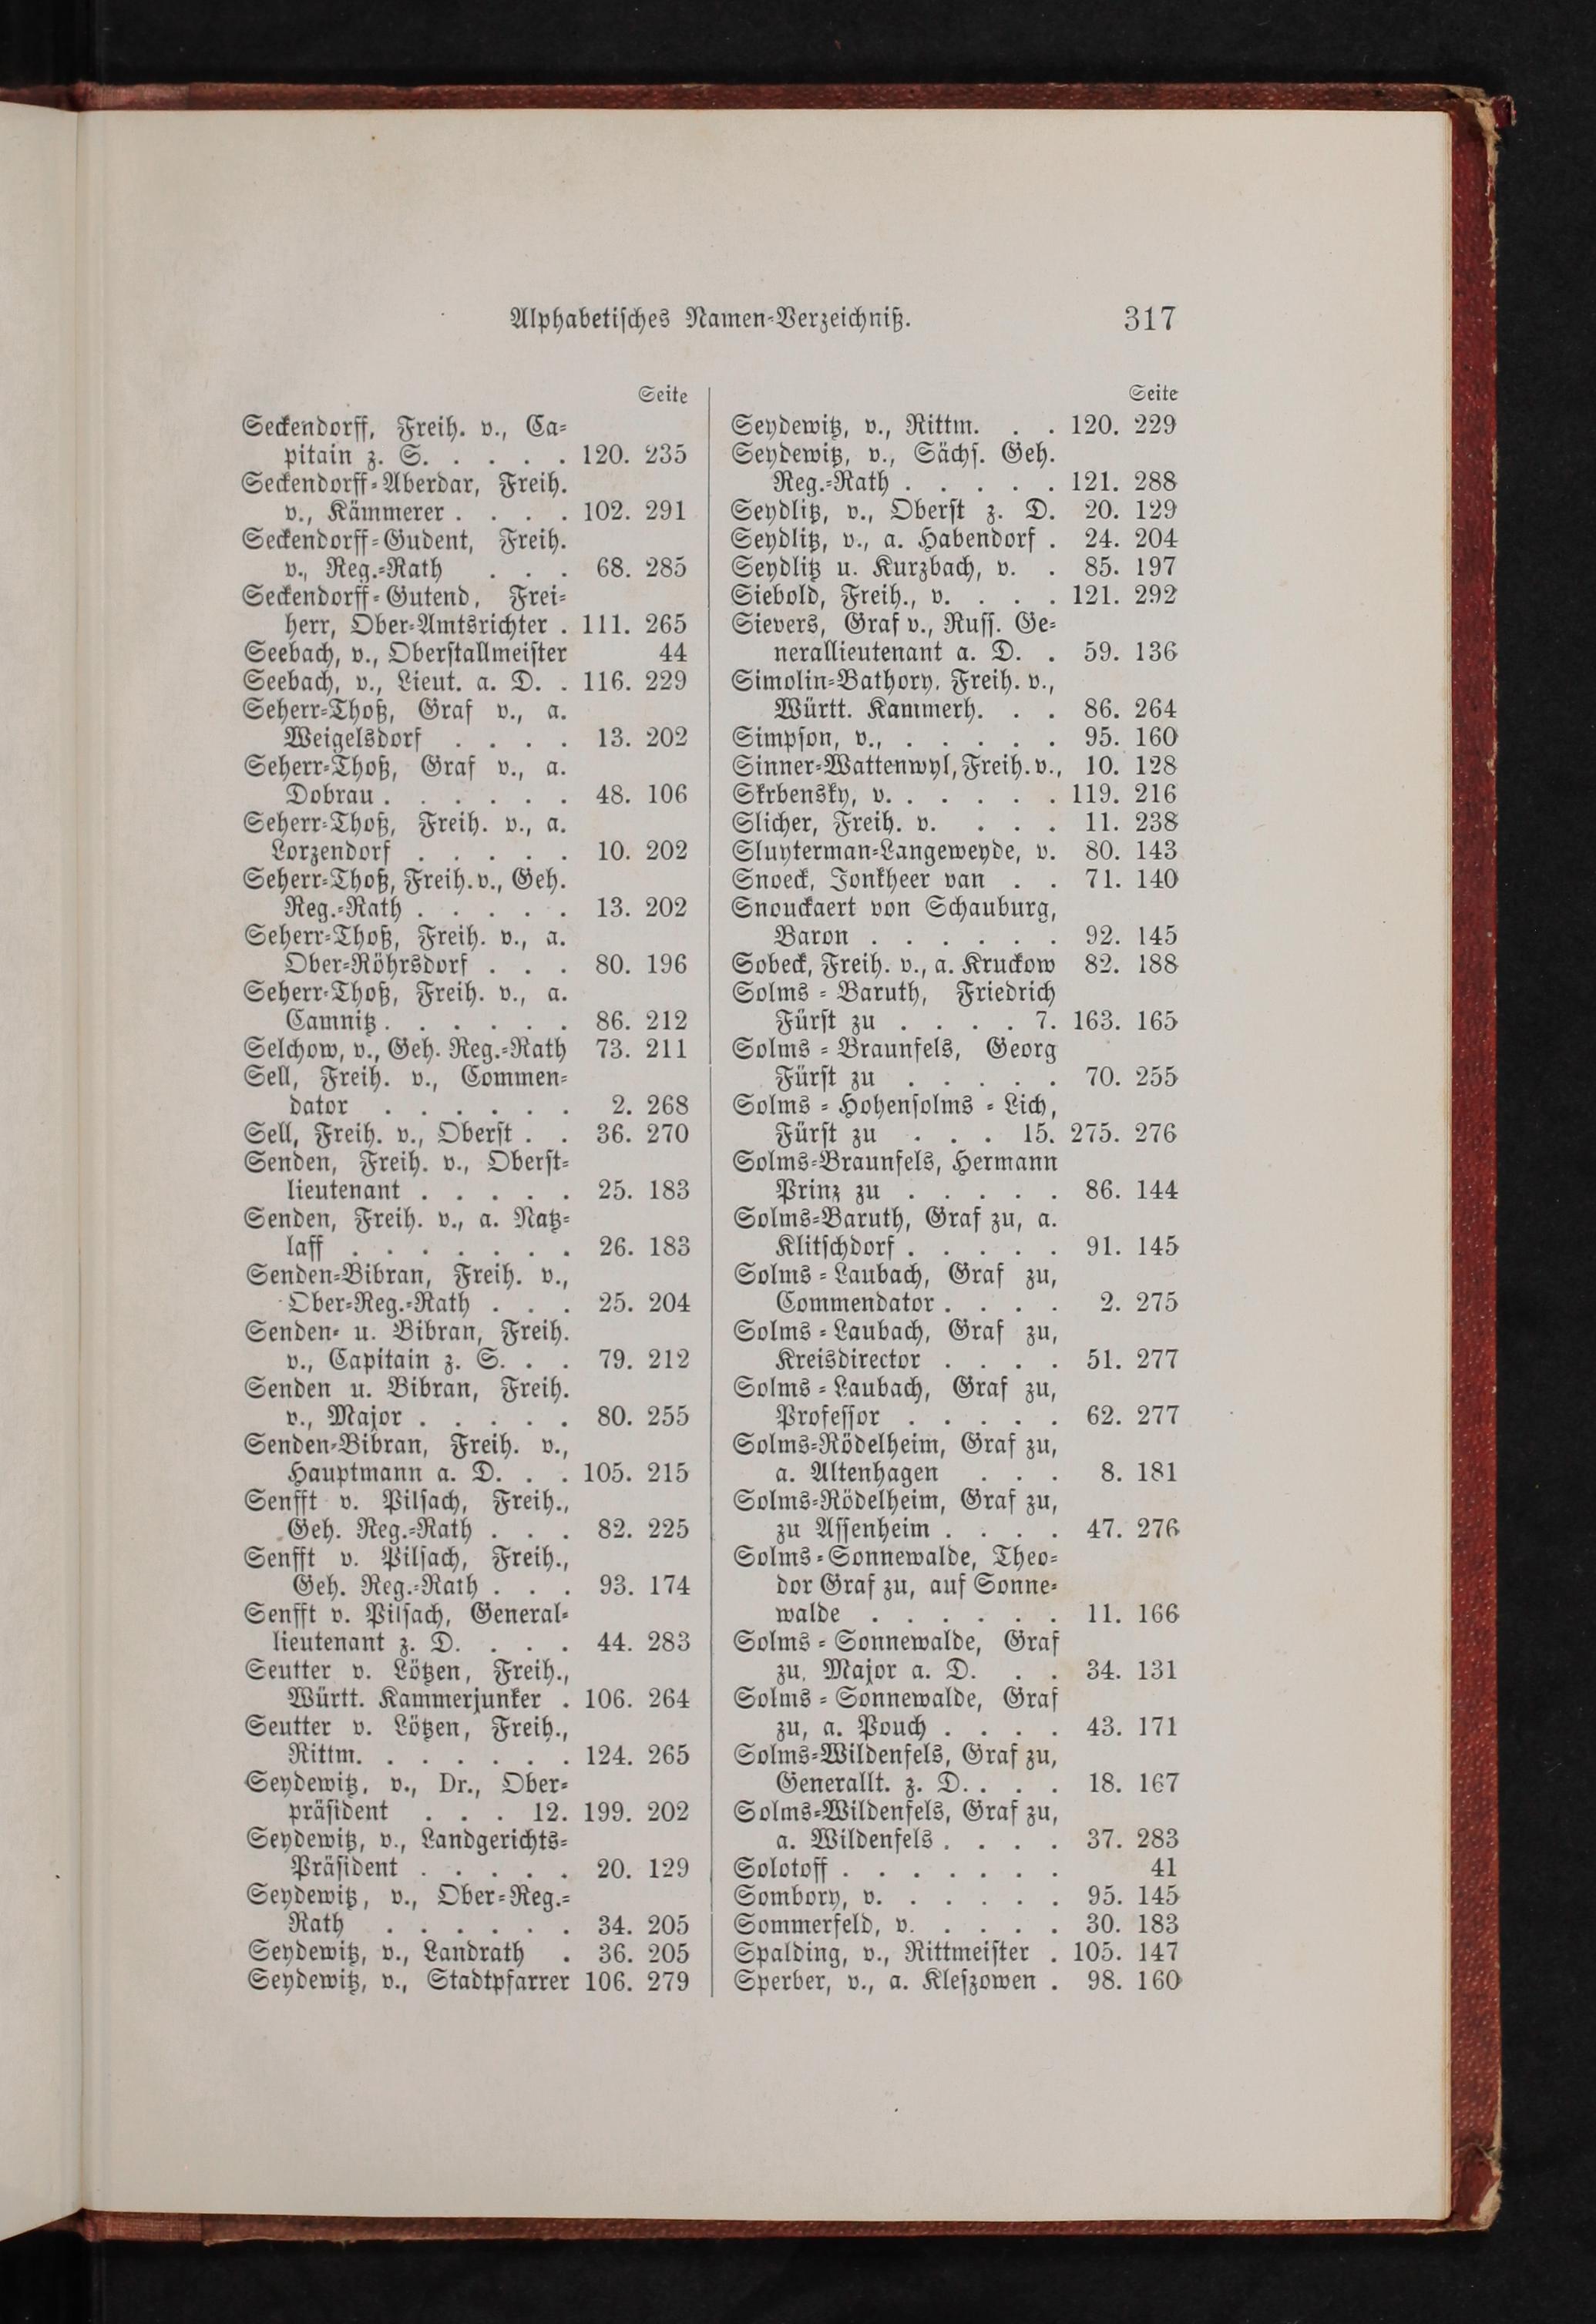 Alphabetisches Namen-Verzeichniß. 317
Seite
Seckendorff, Freih. v., Ca-
pitain z. S. . . . . 120. 235
Seckendorff-Aberdar, Freih.
v., Kämmerer . . . . 102. 291
Seckendorff-Gudent, Freih.
v., Reg.-Rath . . . 68. 285
Seckendorff-Gutend, Frei-
herr, Ober-Amtsrichter . 111. 265
Seebach, v., Oberstallmeister 44
Seebach, v., Lieut. a. D. . 116. 229
Seherr-Thoß, Graf v., a.
Weigelsdorf . . . . 13. 202
Seherr-Thoß, Graf v., a.
Dobrau . . . . . . 48. 106
Seherr-Thoß, Freih. v., a.
Lorzendorf . . . . . 10. 202
Seherr-Thoß, Freih. v., Geh.
Reg.-Rath . . . . . 13. 202
Seherr-Thoß, Freih. v., a.
Ober-Röhrsdorf . . . 80. 196
Seherr-Thoß, Freih. v., a.
Camnitz . . . . . . 86. 212
Selchow, v., Geh. Reg.-Rath 73. 211
Sell, Freih. v., Commen-
dator . . . . . . 2. 268
Sell, Freih. v., Oberst . . 36. 270
Senden, Freih. v., Oberst-
lieutenant . . . . . 25. 183
Senden, Freih. v., a. Natz-
laff . . . . . . . 26. 183
Senden-Bibran, Freih. v.,
Ober-Reg.-Rath . . . 25. 204
Senden- u. Bibran, Freih.
v., Capitain z. S. . . 79. 212
Senden u. Bibran, Freih.
v., Major . . . . . 80. 255
Senden-Bibran, Freih. v.,
Hauptmann a. D. . . 105. 215
Senfft v. Pilsach, Freih.,
Geh. Reg.-Rath . . . 82. 225
Senfft v. Pilsach, Freih.,
Geh. Reg.-Rath . . . 93. 174
Senfft v. Pilsach, General-
lieutenant z. D. . . . 44. 283
Seutter v. Lötzen, Freih.,
Württ. Kammerjunker . 106. 264
Seutter v. Lötzen, Freih.,
Rittm. . . . . . . 124. 265
Seydewitz, v., Dr., Ober-
präsident . . . 12. 199. 202
Seydewitz, v., Landgerichts-
Präsident . . . . . 20. 129
Seydewitz, v., Ober-Reg.-
Rath . . . . . . 34. 205
Seydewitz, v., Landrath . 36. 205
Seydewitz, v., Stadtpfarrer 106. 279
Seite
Seydewitz, v., Rittm. . . 120. 229
Seydewitz, v., Sächs. Geh.
Reg.-Rath . . . . . 121. 288
Seydlitz, v., Oberst z. D. 20. 129
Seydlitz, v., a. Habendorf . 24. 204
Seydlitz u. Kurzbach, v. . 85. 197
Siebold, Freih., v. . . . 121. 292
Sievers, Graf v., Russ. Ge-
nerallieutenant a. D. . 59. 136
Simolin-Bathory, Freih. v.,
Württ. Kammerh. . . 86. 264
Simpson, v., . . . . . 95. 160
Sinner-Wattenwyl, Freih. v., 10. 128
Skrbensky, v. . . . . . 119. 216
Slicher, Freih. v. . . . 11. 238
Sluyterman-Langeweyde, v. 80. 143
Snoeck, Jonkheer van . . 71. 140
Snouckaert von Schauburg,
Baron . . . . . . 92. 145
Sobeck, Freih. v., a. Kruckow 82. 188
Solms - Baruth, Friedrich
Fürst zu . . . . 7. 163. 165
Solms - Braunfels, Georg
Fürst zu . . . . . 70. 255
Solms - Hohensolms - Lich,
Fürst zu . . . 15. 275. 276
Solms-Braunfels, Hermann
Prinz zu . . . . . 86. 144
Solms-Baruth, Graf zu, a.
Klitschdorf . . . . . 91. 145
Solms - Laubach, Graf zu,
Commendator . . . . 2. 275
Solms - Laubach, Graf zu,
Kreisdirector . . . . 51. 277
Solms - Laubach, Graf zu,
Professor . . . . . 62. 277
Solms-Rödelheim, Graf zu,
a. Altenhagen . . . 8. 181
Solms-Rödelheim, Graf zu,
zu Assenheim . . . . 47. 276
Solms - Sonnewalde, Theo-
dor Graf zu, auf Sonne-
walde . . . . . . 11. 166
Solms - Sonnewalde, Graf
zu, Major a. D. . . 34. 131
Solms - Sonnewalde, Graf
zu, a. Pouch . . . . 43. 171
Solms-Wildenfels, Graf zu,
Generallt. z. D. . . . 18. 167
Solms-Wildenfels, Graf zu,
a. Wildenfels . . . . 37. 283
Solotoff . . . . . . . 41
Sombory, v. . . . . . 95. 145
Sommerfeld, v. . . . . 30. 183
Spalding, v., Rittmeister . 105. 147
Sperber, v., a. Kleszowen . 98. 160